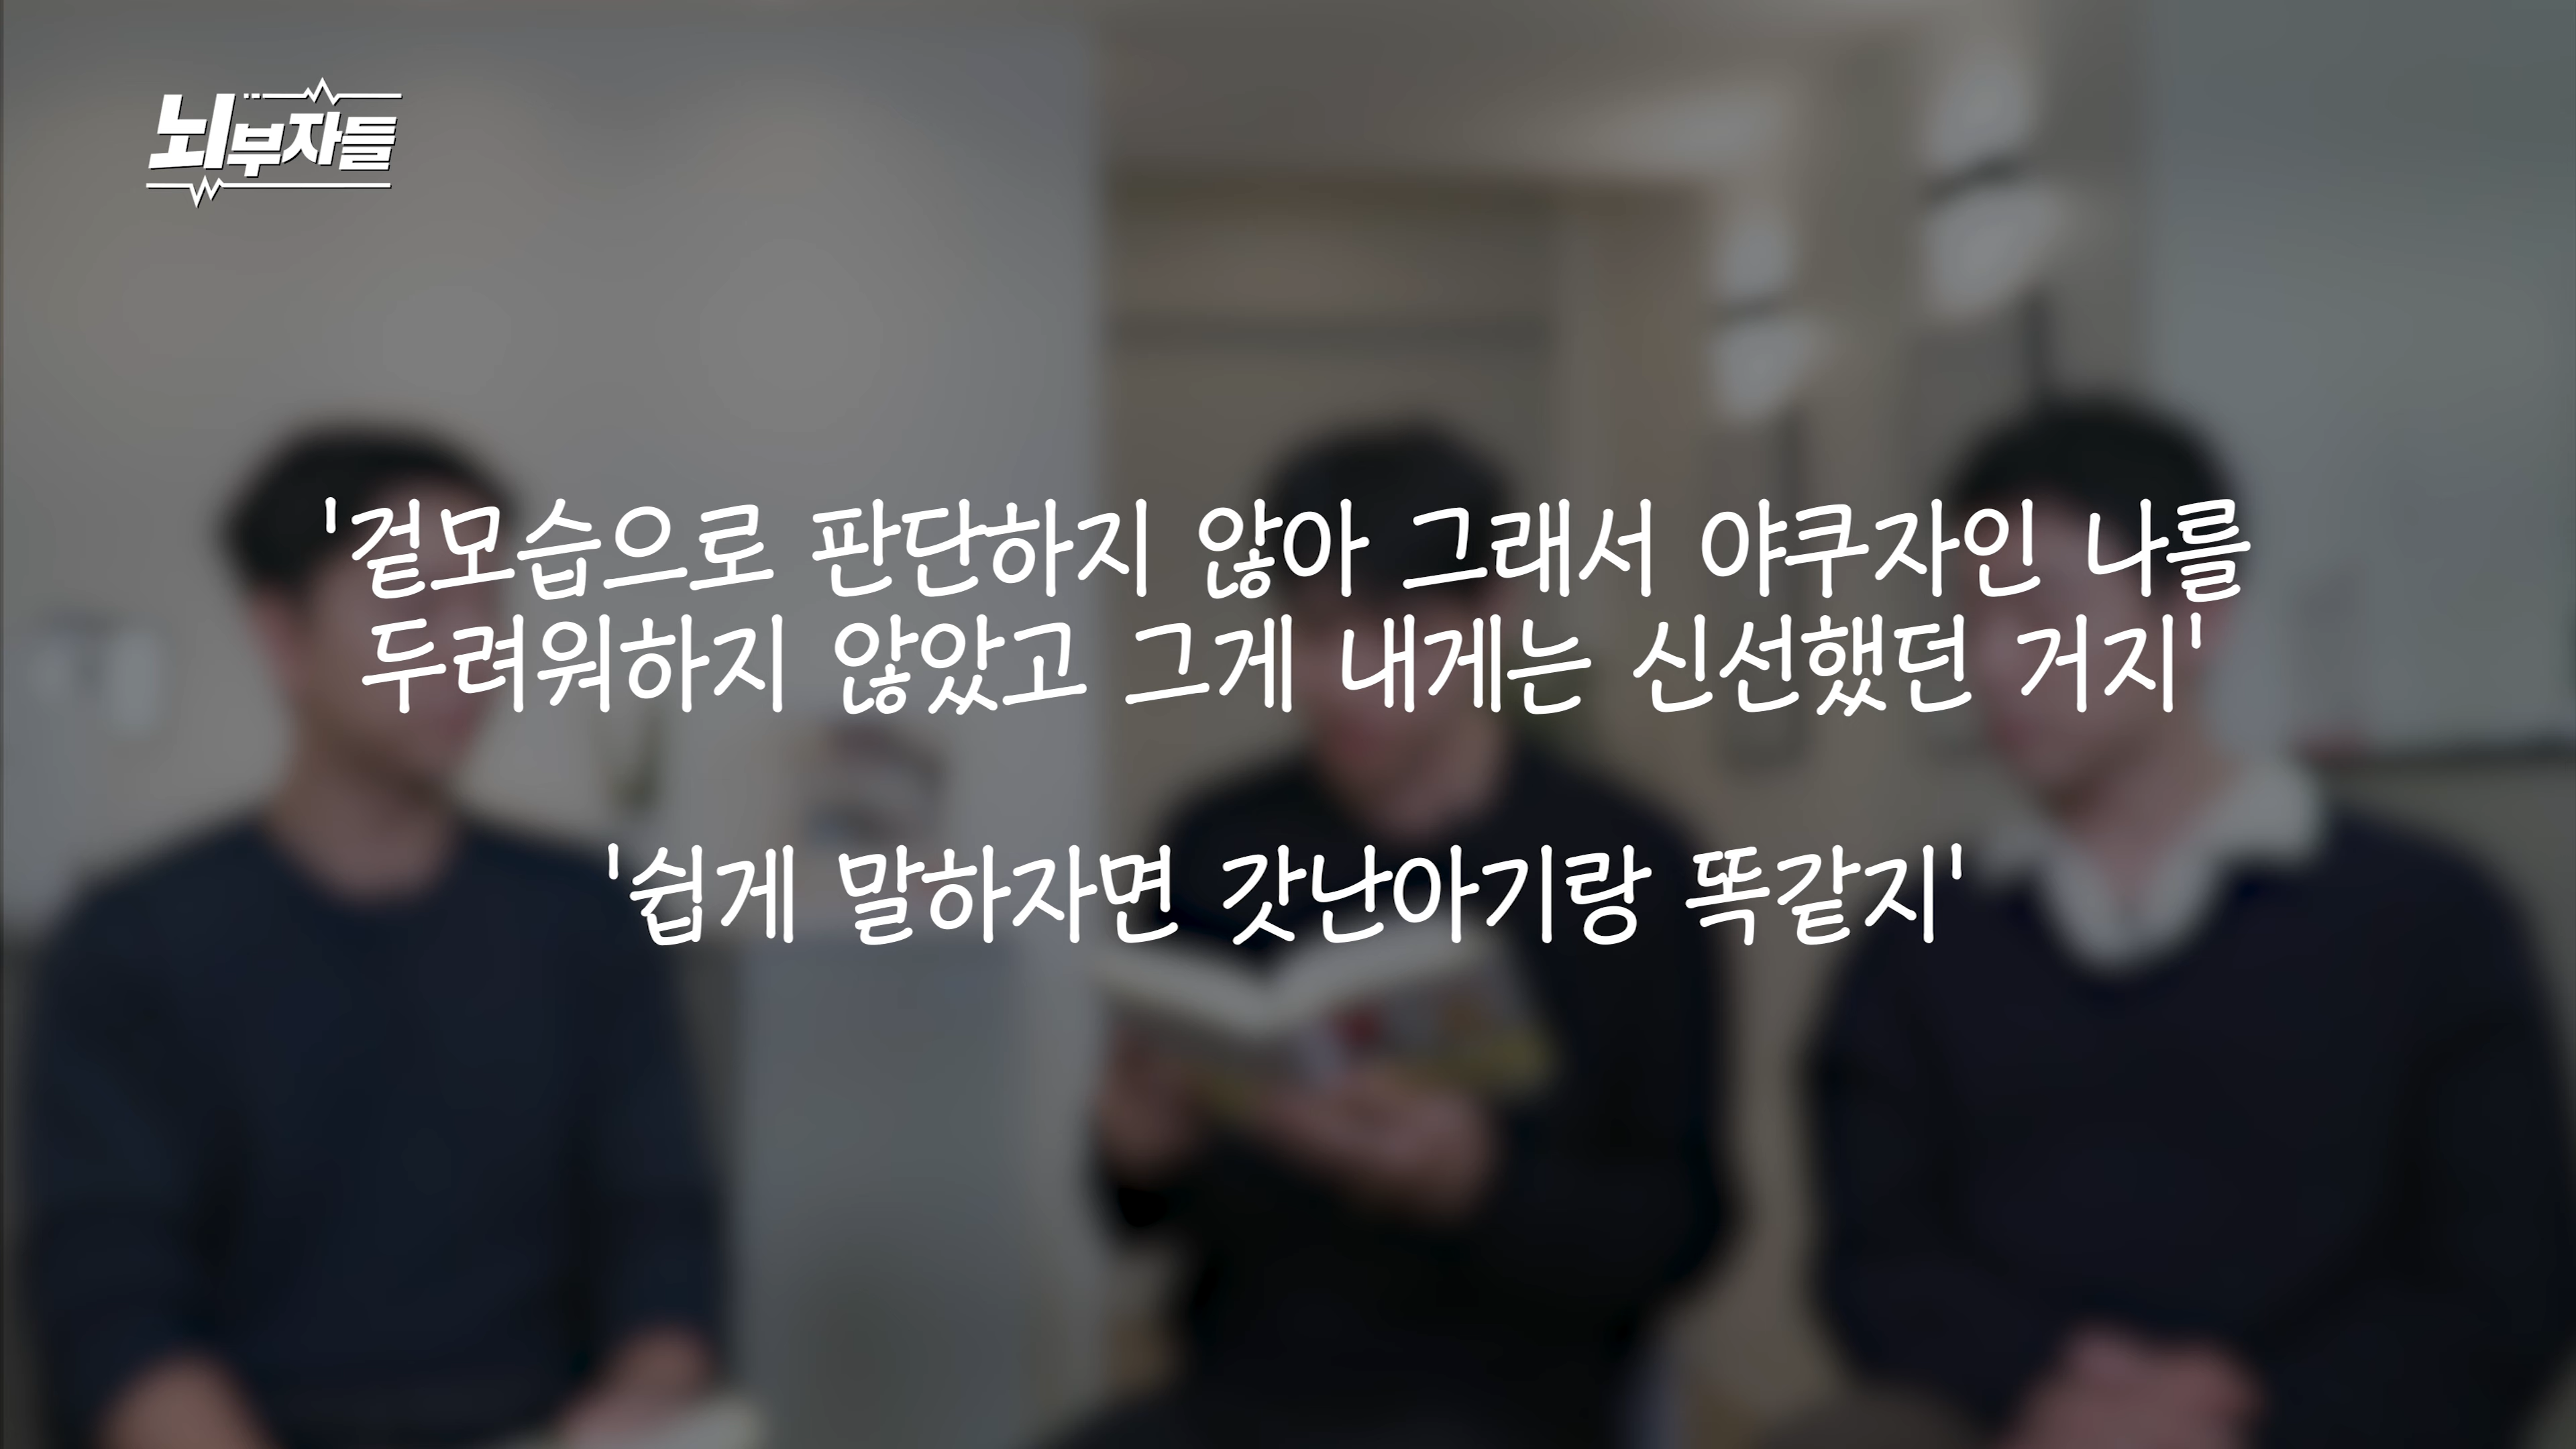 뇌부자들
'겉모습으로 판단하지 않아 그래서 야쿠자인 나를
두려워하지 않았고 그게 내게는 신선했던 거지'
'쉽게 말하자면 갓난아기랑 똑같지'